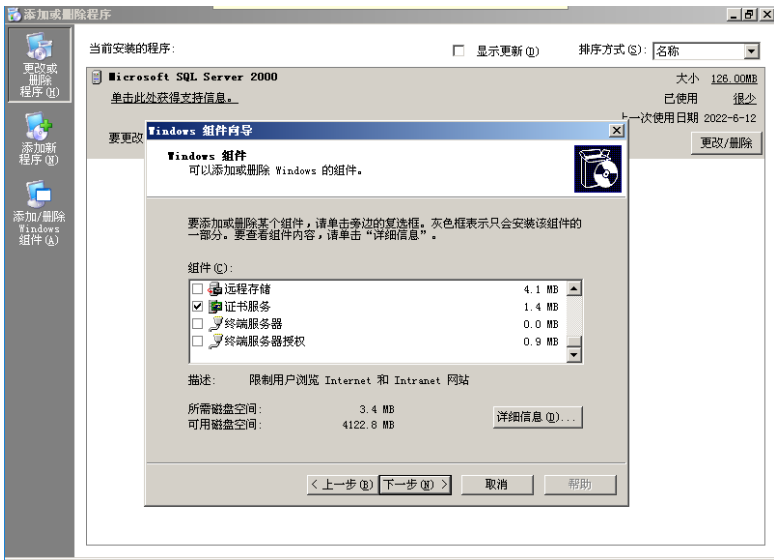 添加或删除程序
更改或
删除
程序(H)
添加新
程序(N)
添加/删除
Windows
组件(A)
当前安装的程序:
显示更新(D)
排序方式(S): 名称
Microsoft SQL Server 2000
大小 126.00MB
单击此处获得支持信息。
已使用 很少
上一次使用日期 2022-6-12
要更改
更改/删除
Windows 组件向导
Windows 组件
可以添加或删除 Windows 的组件。
要添加或删除某个组件，请单击旁边的复选框。灰色框表示只会安装该组件的
一部分。要查看组件内容，请单击“详细信息”。
组件(C):
远程存储 4.1 MB
证书服务 1.4 MB
终端服务器 0.0 MB
终端服务器授权 0.9 MB
描述: 限制用户浏览 Internet 和 Intranet 网站
所需磁盘空间: 3.4 MB
可用磁盘空间: 4122.8 MB
详细信息(D)...
< 上一步(B) 下一步(N) > 取消 帮助